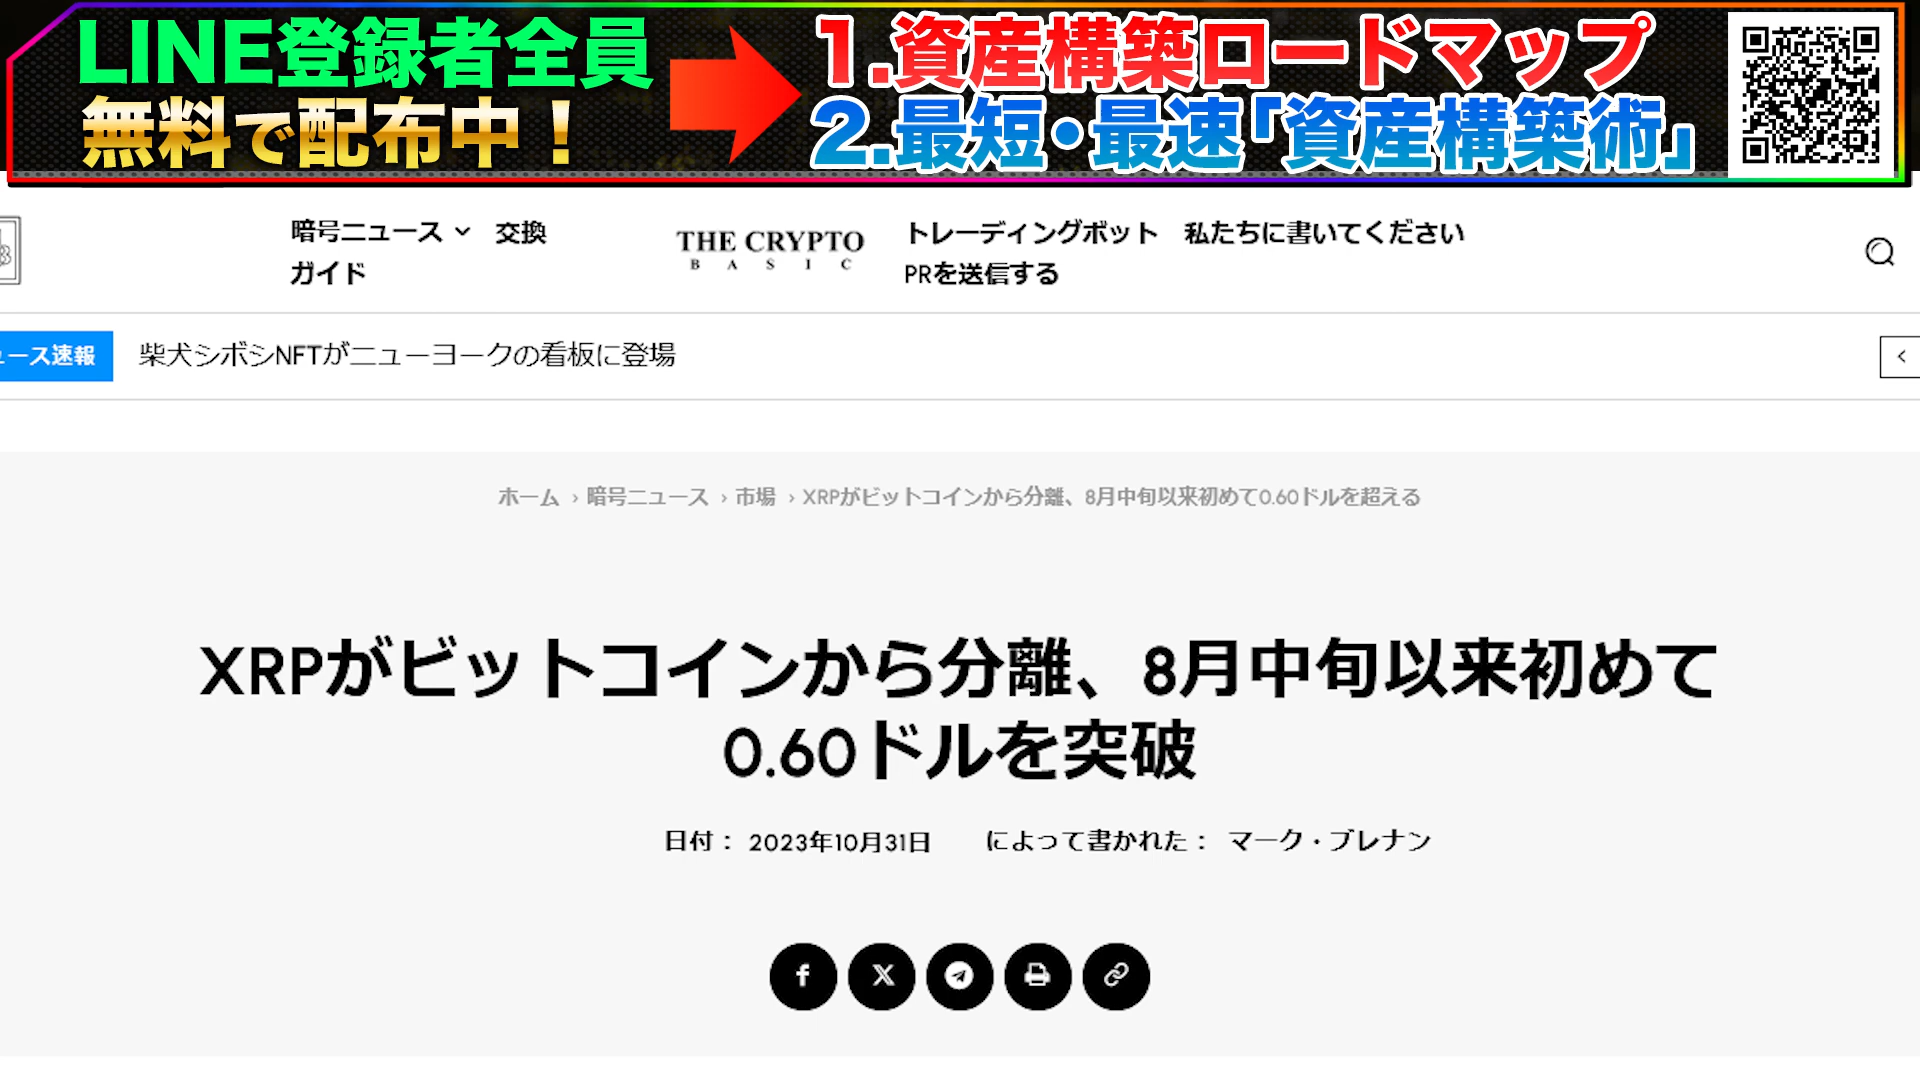 LINE登録者全員
無料で配布中！
1.資産構築ロードマップ
2.最短・最速「資産構築術」
暗号ニュース 交換
ガイド
THE CRYPTO
BASIC
トレーディングボット 私たちに書いてください
PRを送信する
ュース速報
柴犬シボシNFTがニューヨークの看板に登場
ホーム › 暗号ニュース › 市場 › XRPがビットコインから分離、8月中旬以来初めて0.60ドルを超える
XRPがビットコインから分離、8月中旬以来初めて
0.60ドルを突破
日付： 2023年10月31日 によって書かれた： マーク・ブレナン